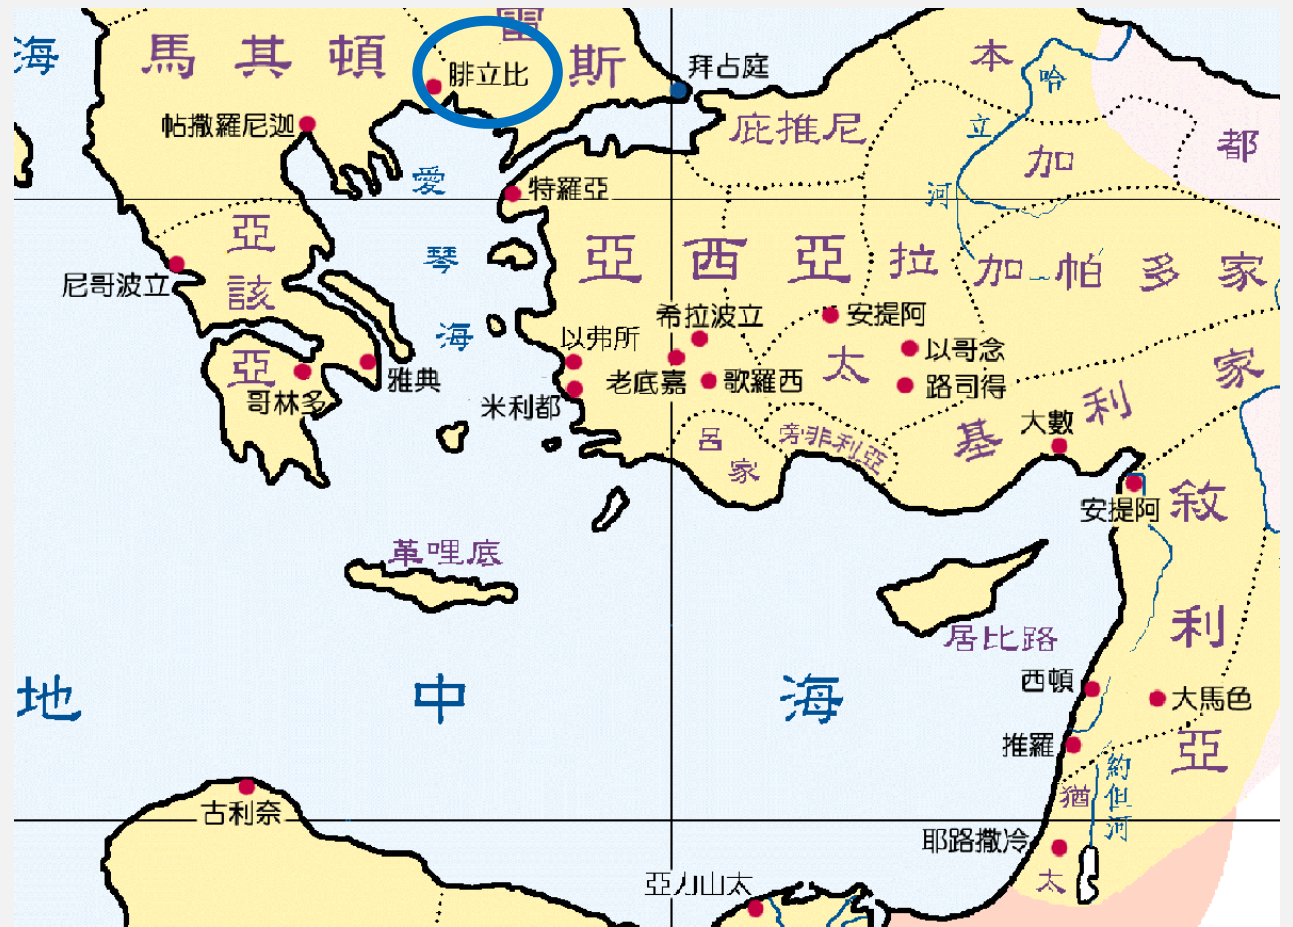 海
馬其頓
雷
斯
腓立比
拜占庭
本
哈
立
河
都
帖撒羅尼迦
庇推尼
加
愛
琴
海
特羅亞
亞
該
亞
尼哥波立
亞西亞
拉
加帕多家
希拉波立
安提阿
以弗所
以哥念
太
家
老底嘉
歌羅西
路司得
雅典
哥林多
米利都
利
大數
基
呂
家
旁非利亞
安提阿
敘
利
亞
革哩底
居比路
地中海
西頓
大馬色
推羅
約但河
猶
太
古利奈
耶路撒冷
亞力山太